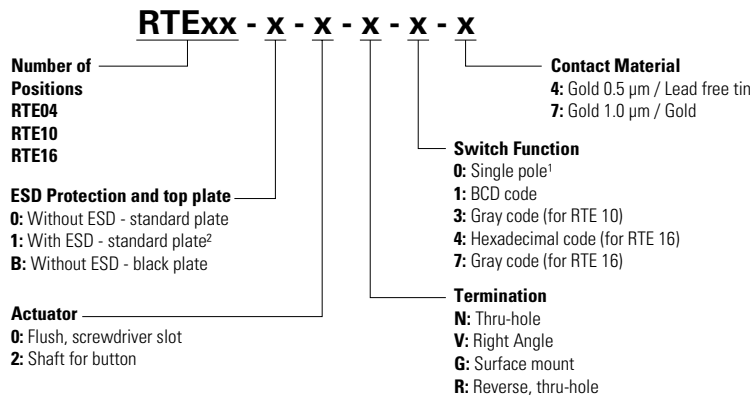 RTExx - x - x - x - x - x
Number of
Positions
RTE04
RTE10
RTE16
ESD Protection and top plate
0: Without ESD - standard plate
1: With ESD - standard plate²
B: Without ESD - black plate
Actuator
0: Flush, screwdriver slot
2: Shaft for button
Contact Material
4: Gold 0.5 µm / Lead free tin
7: Gold 1.0 µm / Gold
Switch Function
0: Single pole¹
1: BCD code
3: Gray code (for RTE 10)
4: Hexadecimal code (for RTE 16)
7: Gray code (for RTE 16)
Termination
N: Thru-hole
V: Right Angle
G: Surface mount
R: Reverse, thru-hole